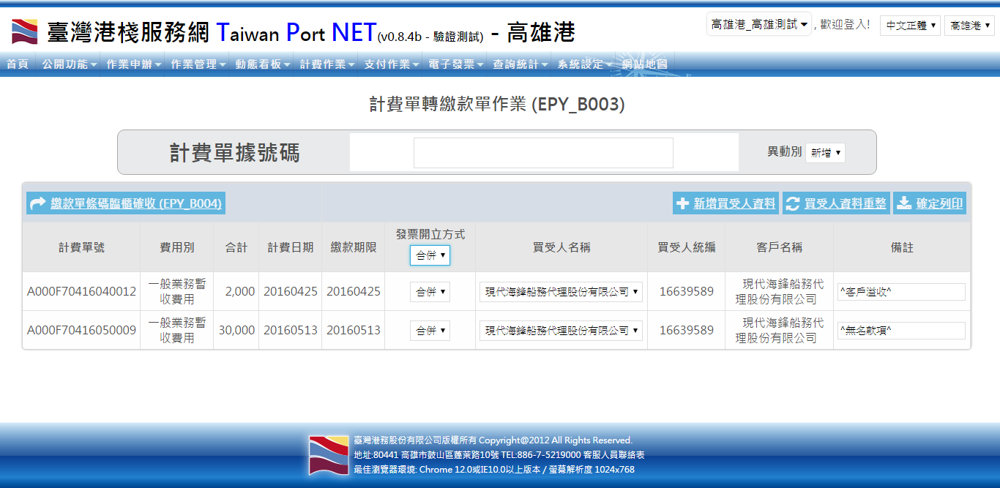 臺灣港棧服務網 Taiwan Port NET(v0.8.4b - 驗證測試) - 高雄港
高雄港_高雄測試 , 歡迎登入! 中文正體 高雄港
首頁 公開功能 作業申辦 作業管理 動態看板 計費作業 支付作業 電子發票 查詢統計 系統設定 網站地圖
計費單轉繳款單作業 (EPY_B003)
計費單據號碼 異動別 新增
繳款單條碼臨櫃確收 (EPY_B004) 新增買受人資料 買受人資料重整 確定列印
計費單號 費用別 合計 計費日期 繳款期限 發票開立方式 買受人名稱 買受人統編 客戶名稱 備註
合併
A000F70416040012 一般業務暫 2,000 20160425 20160425 合併 現代海鋒船務代理股份有限公司 16639589 現代海鋒船務代 ^客戶溢收^
收費用 理股份有限公司
A000F70416050009 一般業務暫 30,000 20160513 20160513 合併 現代海鋒船務代理股份有限公司 16639589 現代海鋒船務代 ^無名款項^
收費用 理股份有限公司
臺灣港務股份有限公司版權所有 Copyright@2012 All Rights Reserved.
地址:80441 高雄市鼓山區蓬萊路10號 TEL:886-7-5219000 客服人員聯絡表
最佳瀏覽器環境: Chrome 12.0或IE10.0以上版本 / 螢幕解析度 1024x768